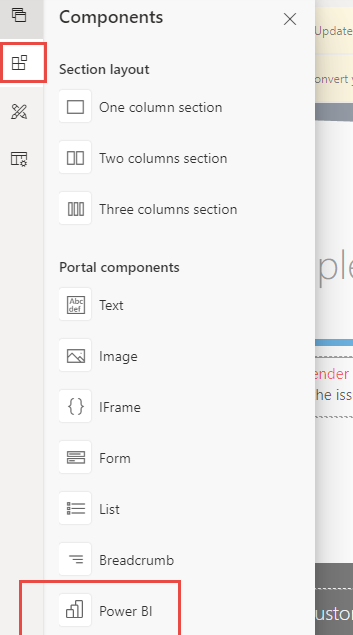 Components
Update
onvert y
Section layout
One column section
Two columns section
Three columns section
ple
Portal components
Abc
def
Text
Image
IFrame
ender
he iss
Form
List
Breadcrumb
Power BI
ustom